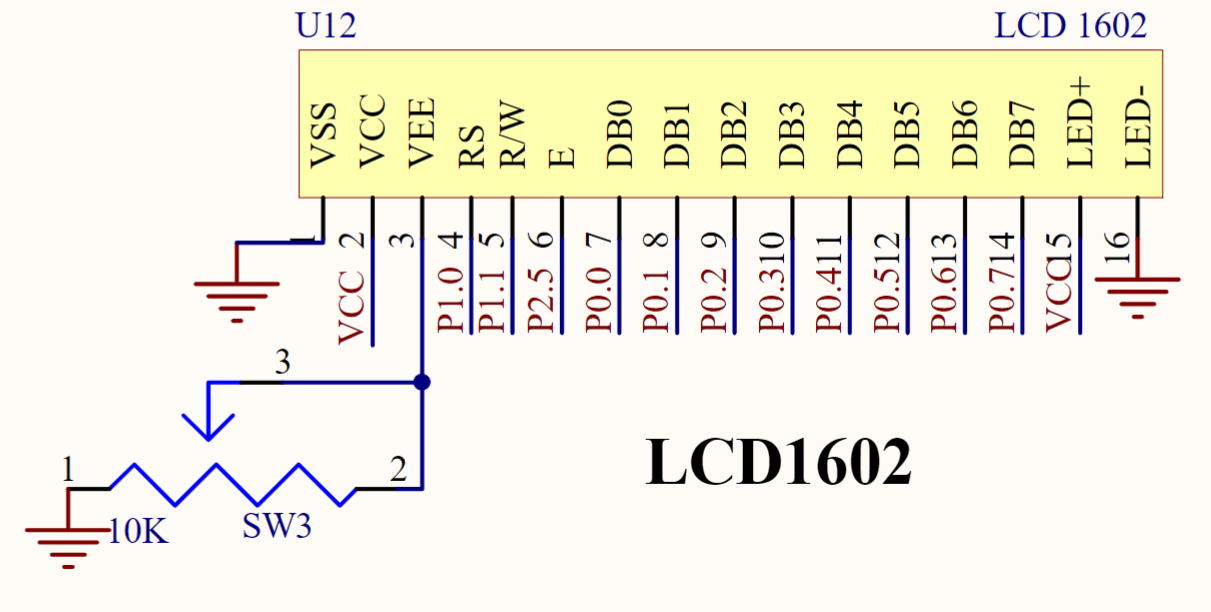 U12 LCD 1602
VSS VCC VEE RS R/W E DB0 DB1 DB2 DB3 DB4 DB5 DB6 DB7 LED+ LED-
1 2 3 4 5 6 7 8 9 10 11 12 13 14 15 16
VCC P1.0 P1.1 P2.5 P0.0 P0.1 P0.2 P0.3 P0.4 P0.5 P0.6 P0.7 VCC
3
1 2
10K SW3
LCD1602